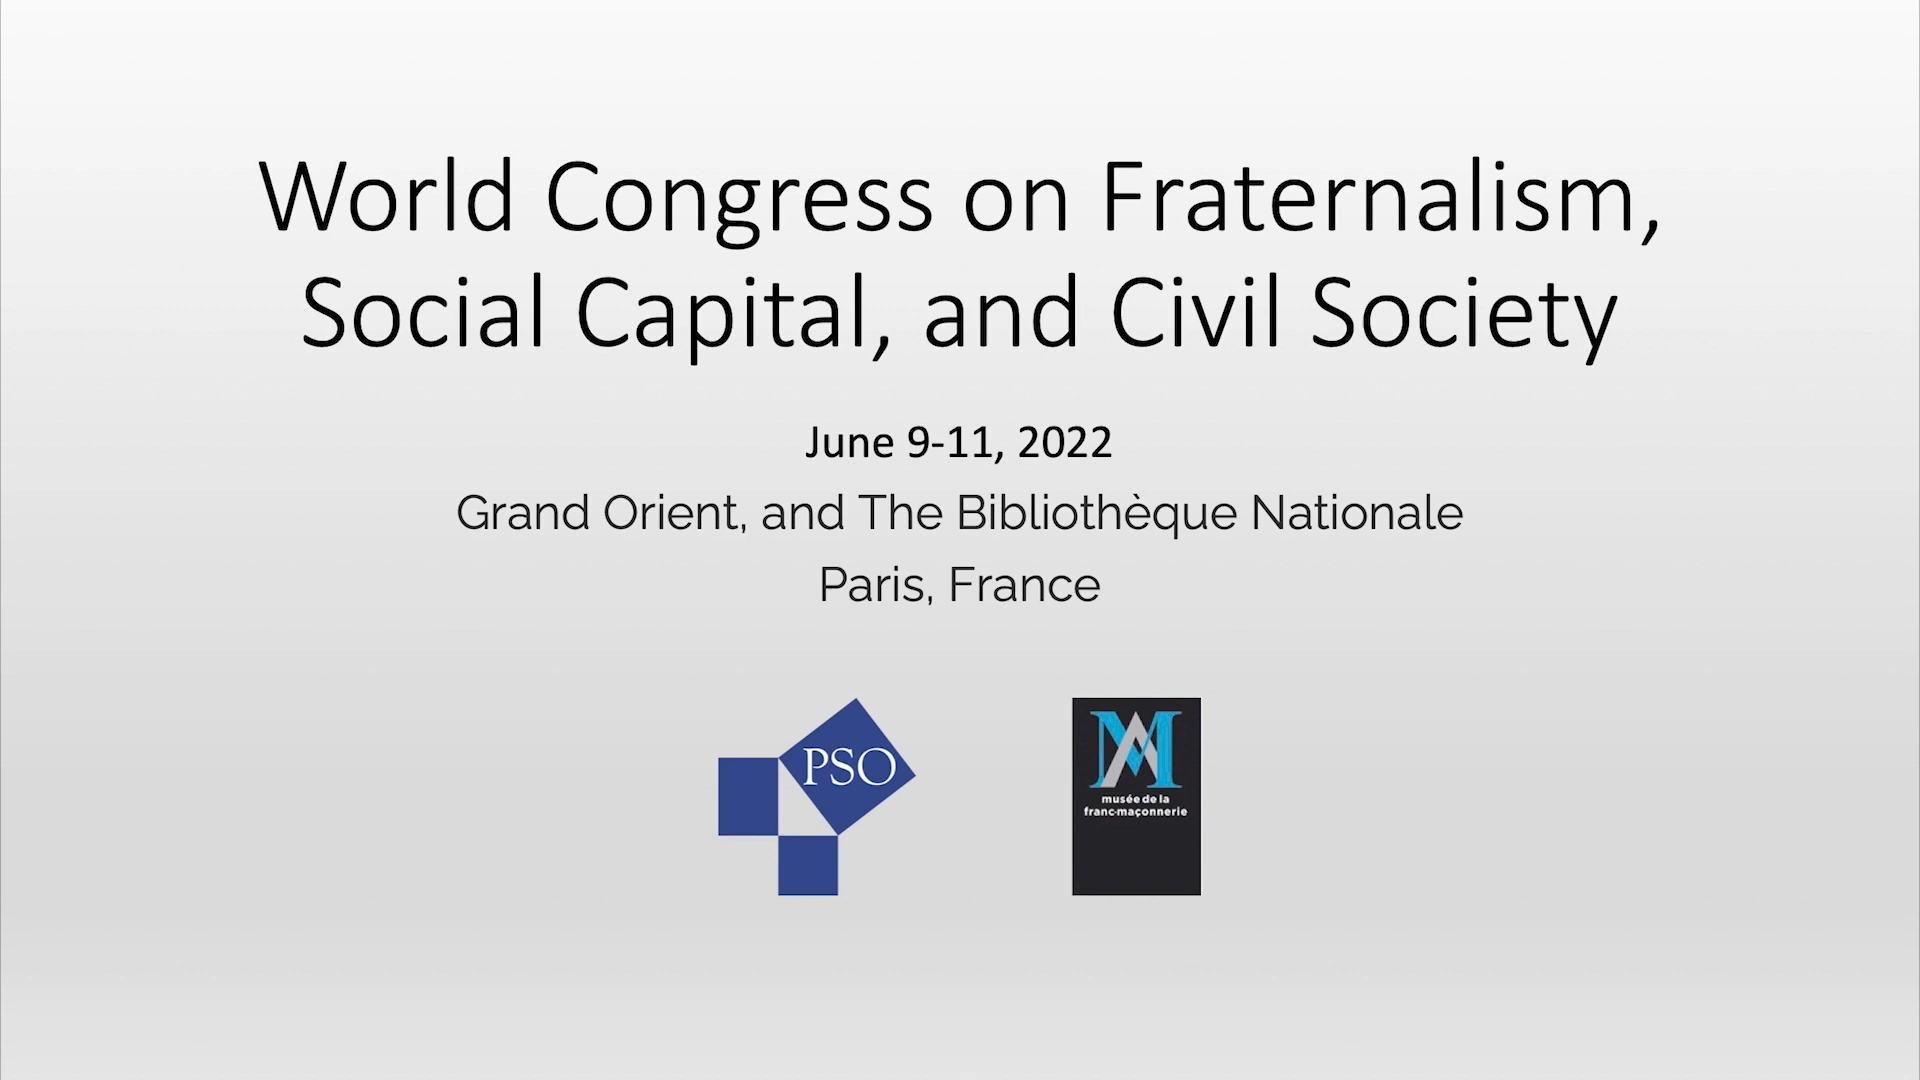 World Congress on Fraternalism,
Social Capital, and Civil Society
June 9-11, 2022
Grand Orient, and The Bibliothèque Nationale
Paris, France
PSO
MA
musée de la
franc-maçonnerie